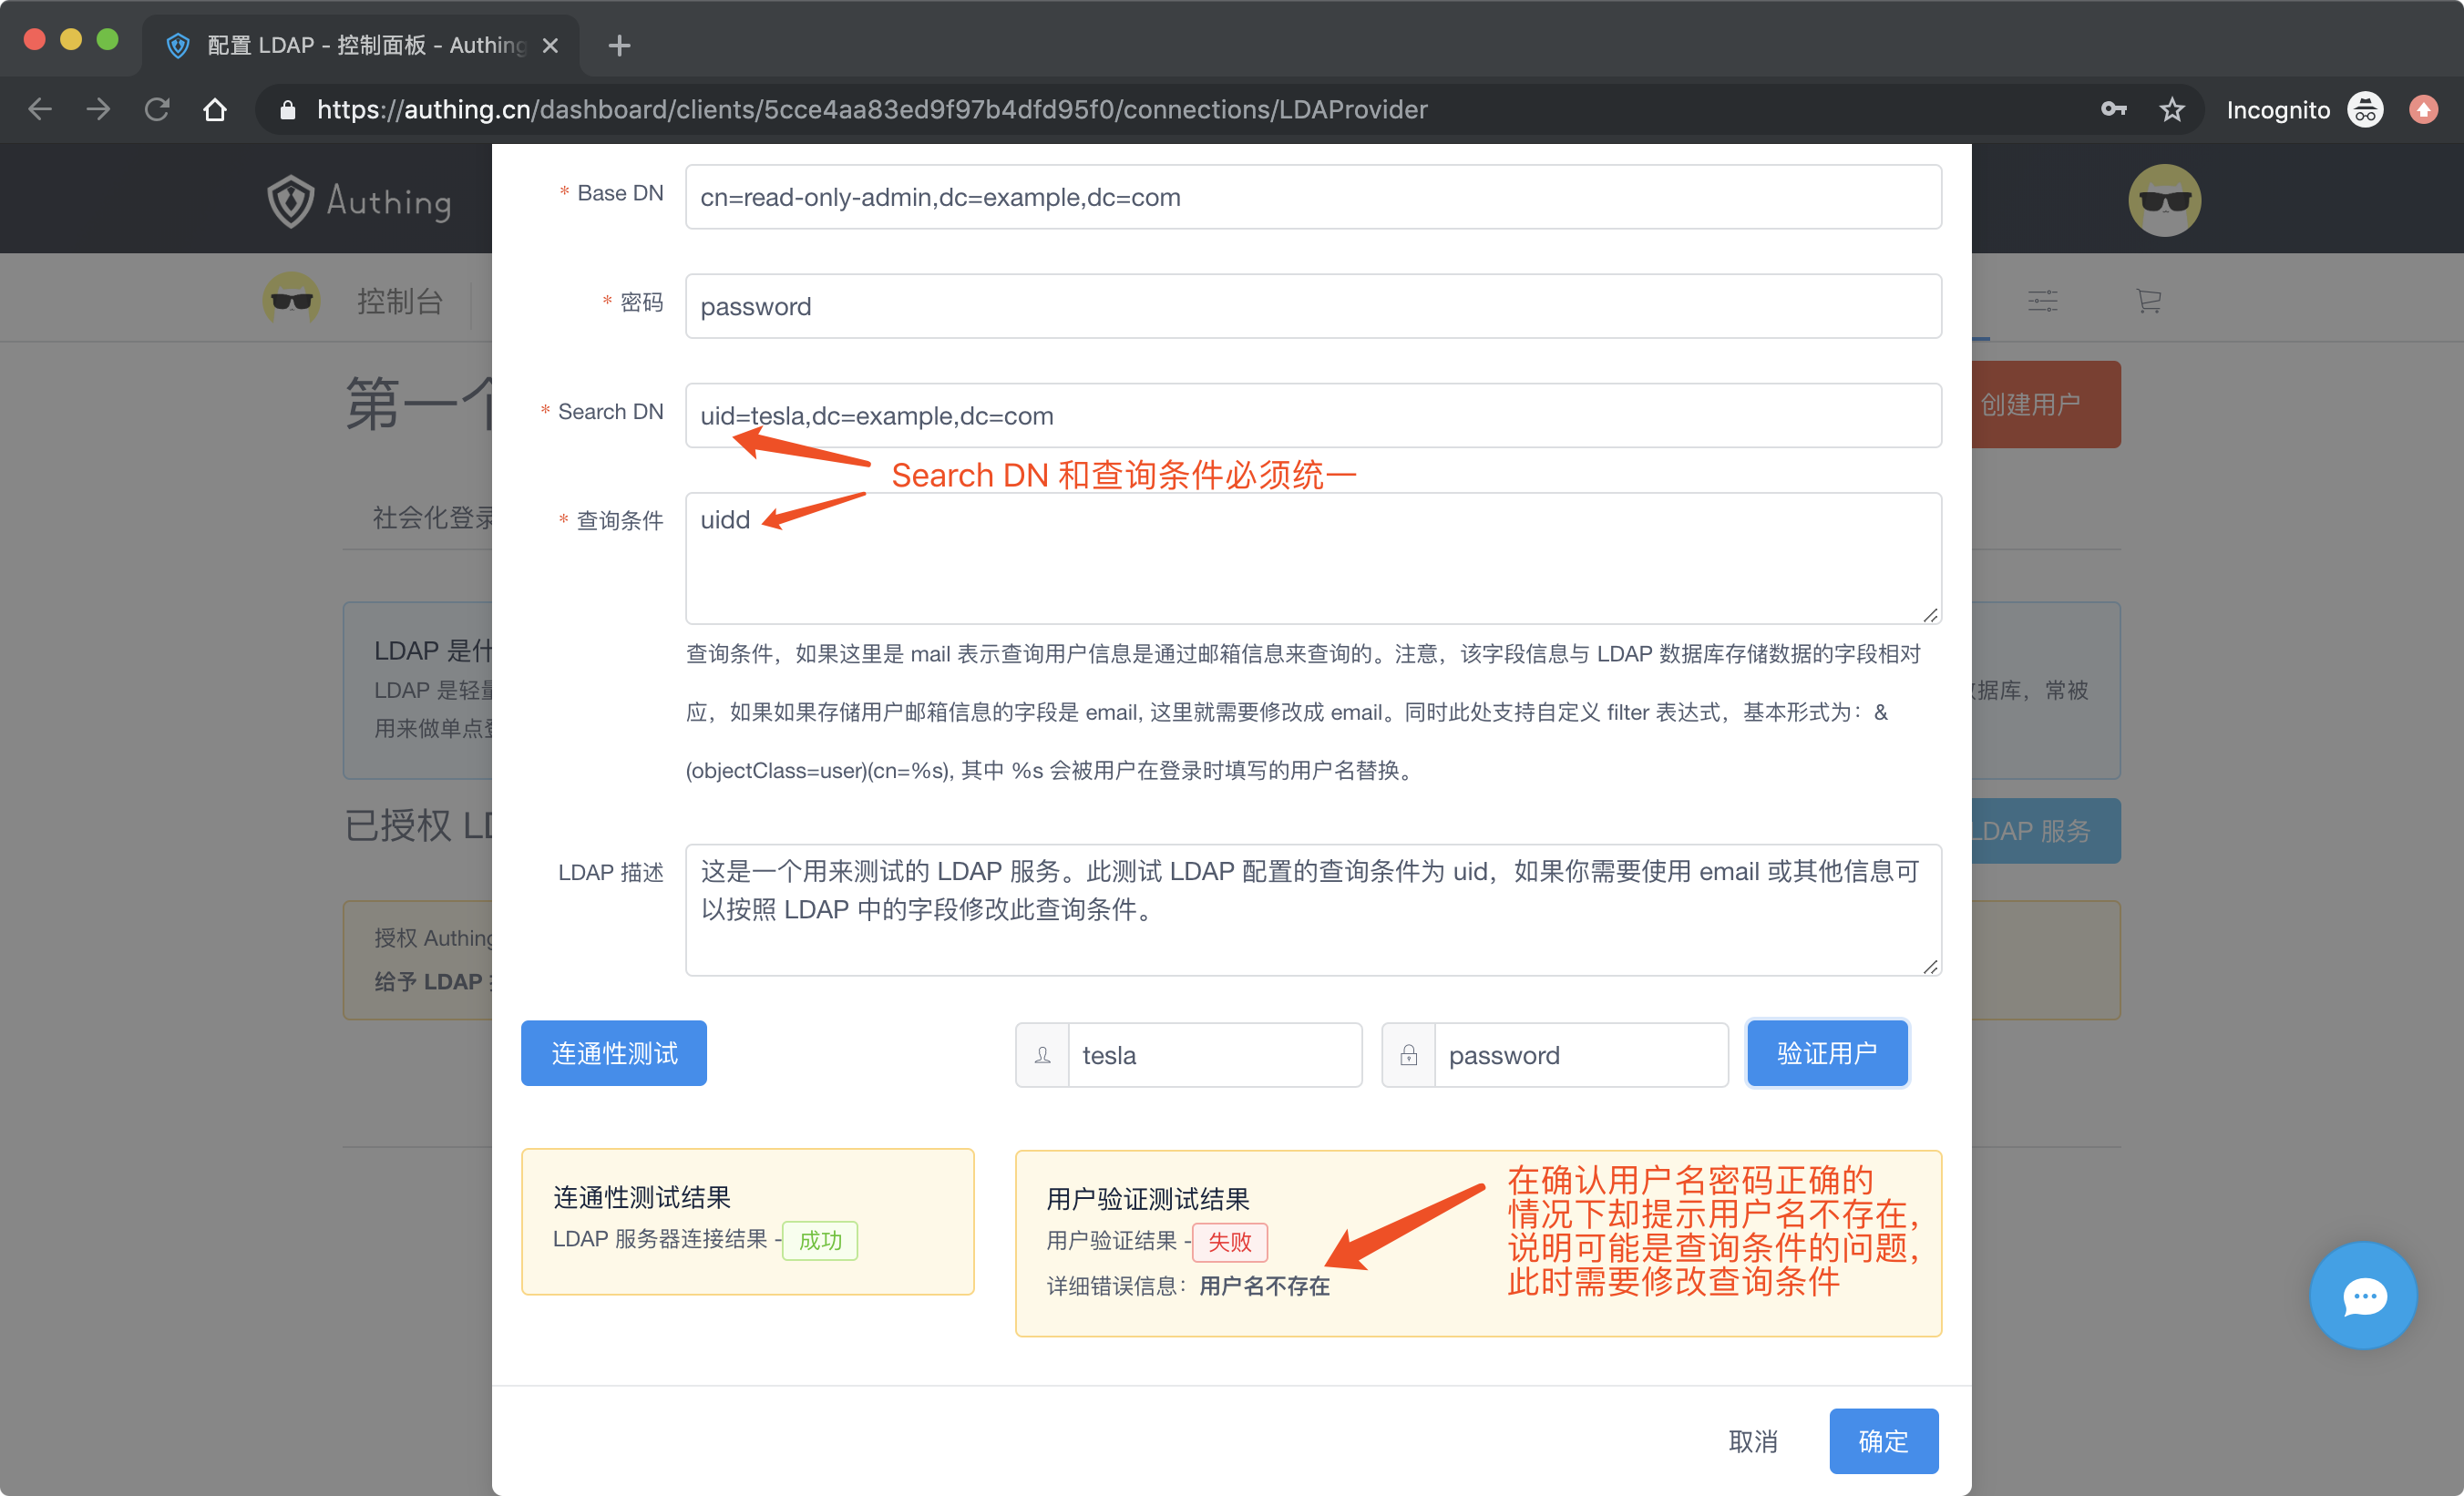 配置 LDAP - 控制面板 - Authing
https://authing.cn/dashboard/clients/5cce4aa83ed9f97b4dfd95f0/connections/LDAProvider
Incognito
Authing
控制台
第一个
创建用户
社会化登录
LDAP 是什
LDAP 是轻量
数据库，常被
用来做单点登
已授权 LD
LDAP 服务
授权 Authing
给予 LDAP
* Base DN
cn=read-only-admin,dc=example,dc=com
* 密码
password
* Search DN
uid=tesla,dc=example,dc=com
Search DN 和查询条件必须统一
* 查询条件
uidd
查询条件，如果这里是 mail 表示查询用户信息是通过邮箱信息来查询的。注意，该字段信息与 LDAP 数据库存储数据的字段相对
应，如果如果存储用户邮箱信息的字段是 email, 这里就需要修改成 email。同时此处支持自定义 filter 表达式，基本形式为：&
(objectClass=user)(cn=%s), 其中 %s 会被用户在登录时填写的用户名替换。
LDAP 描述
这是一个用来测试的 LDAP 服务。此测试 LDAP 配置的查询条件为 uid，如果你需要使用 email 或其他信息可
以按照 LDAP 中的字段修改此查询条件。
连通性测试
tesla
password
验证用户
连通性测试结果
LDAP 服务器连接结果 - 成功
用户验证测试结果
用户验证结果 - 失败
详细错误信息：用户名不存在
在确认用户名密码正确的
情况下却提示用户名不存在，
说明可能是查询条件的问题，
此时需要修改查询条件
取消
确定